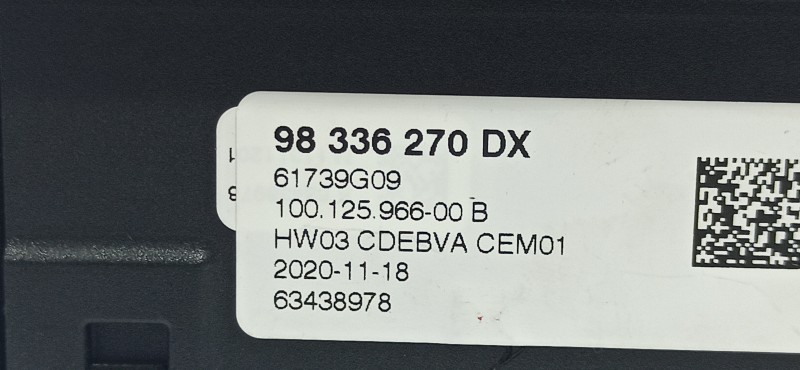 98 336 270 DX
61739G09
100.125.966-00 B
HW03 CDEBVA CEM01
2020-11-18
63438978